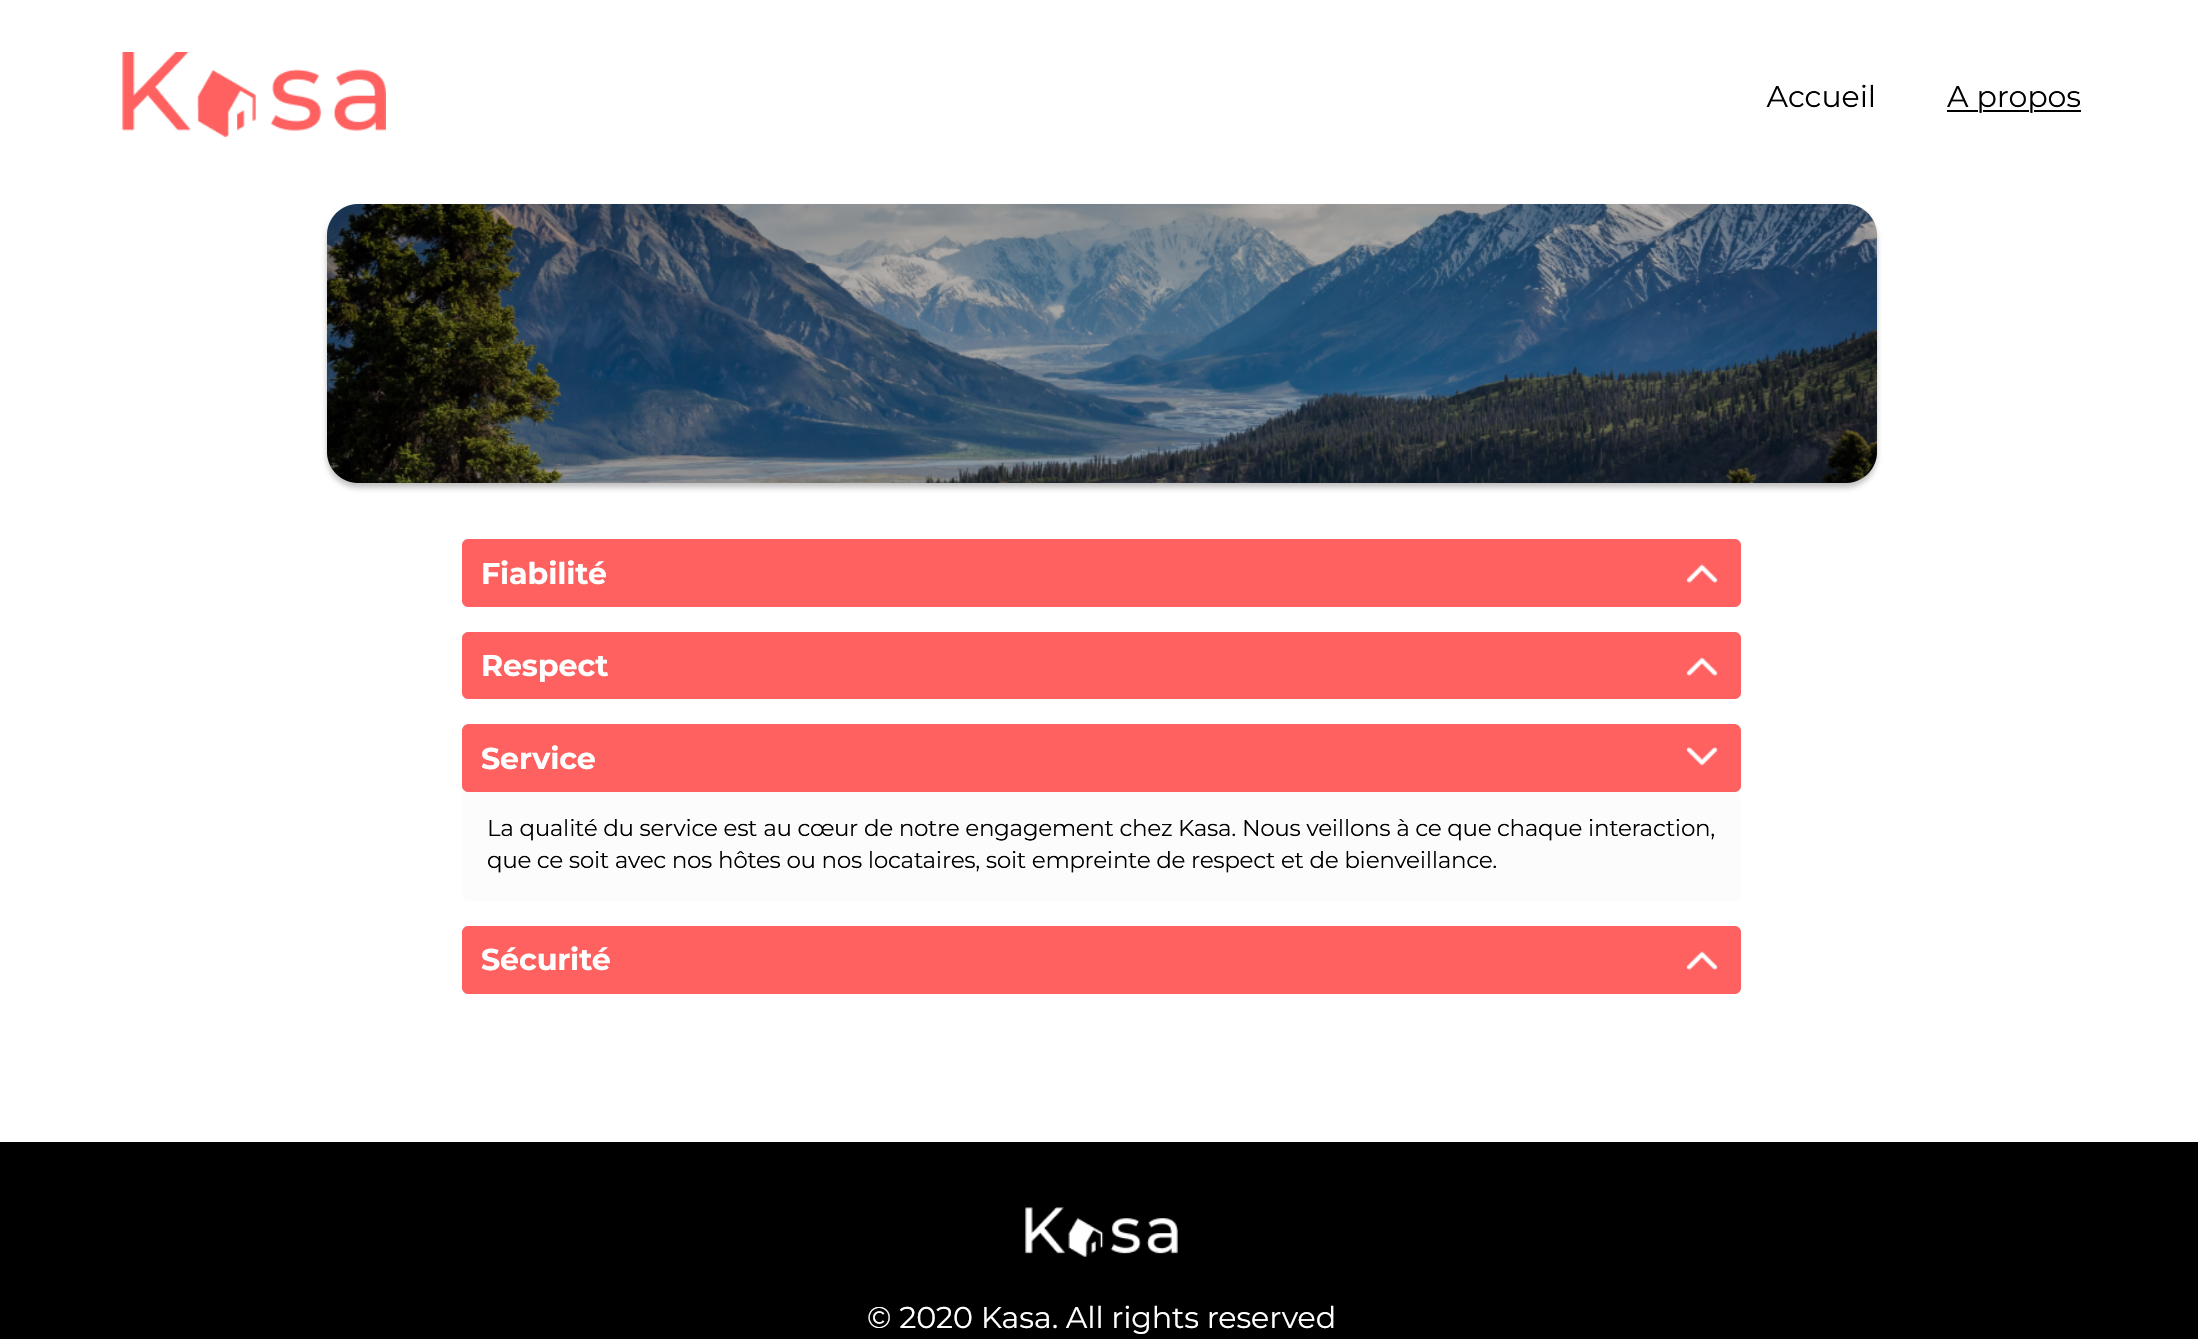 Kasa
Accueil
A propos
Fiabilité
Respect
Service
La qualité du service est au cœur de notre engagement chez Kasa. Nous veillons à ce que chaque interaction,
que ce soit avec nos hôtes ou nos locataires, soit empreinte de respect et de bienveillance.
Sécurité
Kasa
© 2020 Kasa. All rights reserved